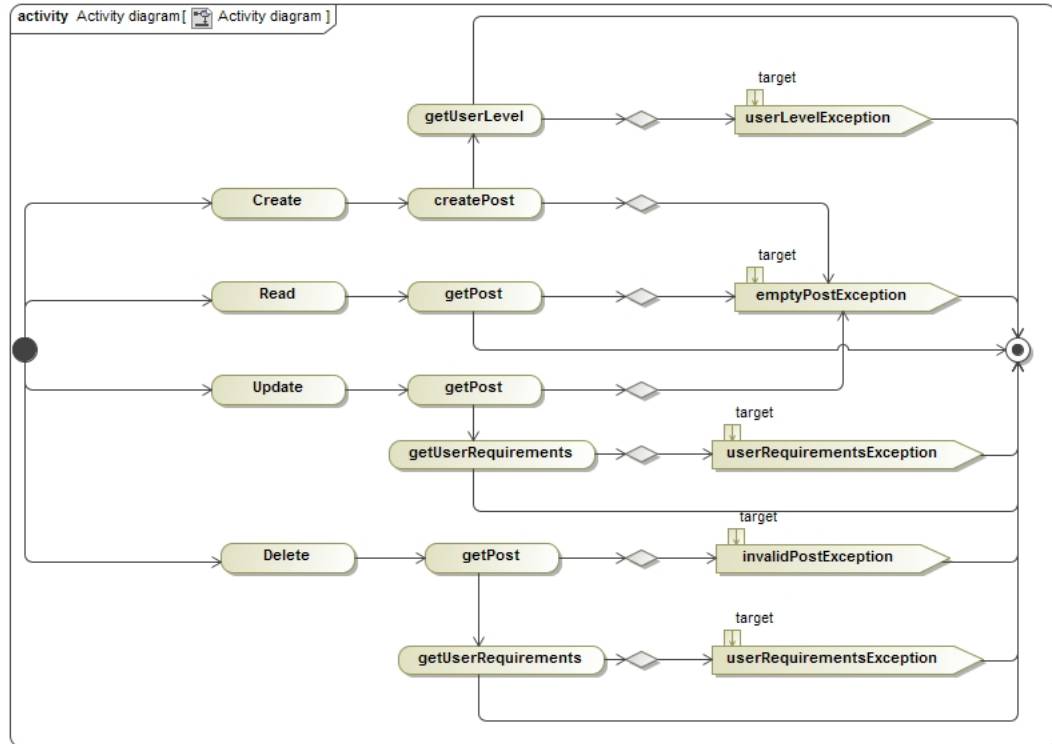 activity Activity diagram[ Activity diagram ]
target
getUserLevel
userLevelException
Create
createPost
target
Read
getPost
emptyPostException
Update
getPost
target
getUserRequirements
userRequirementsException
target
Delete
getPost
invalidPostException
target
getUserRequirements
userRequirementsException